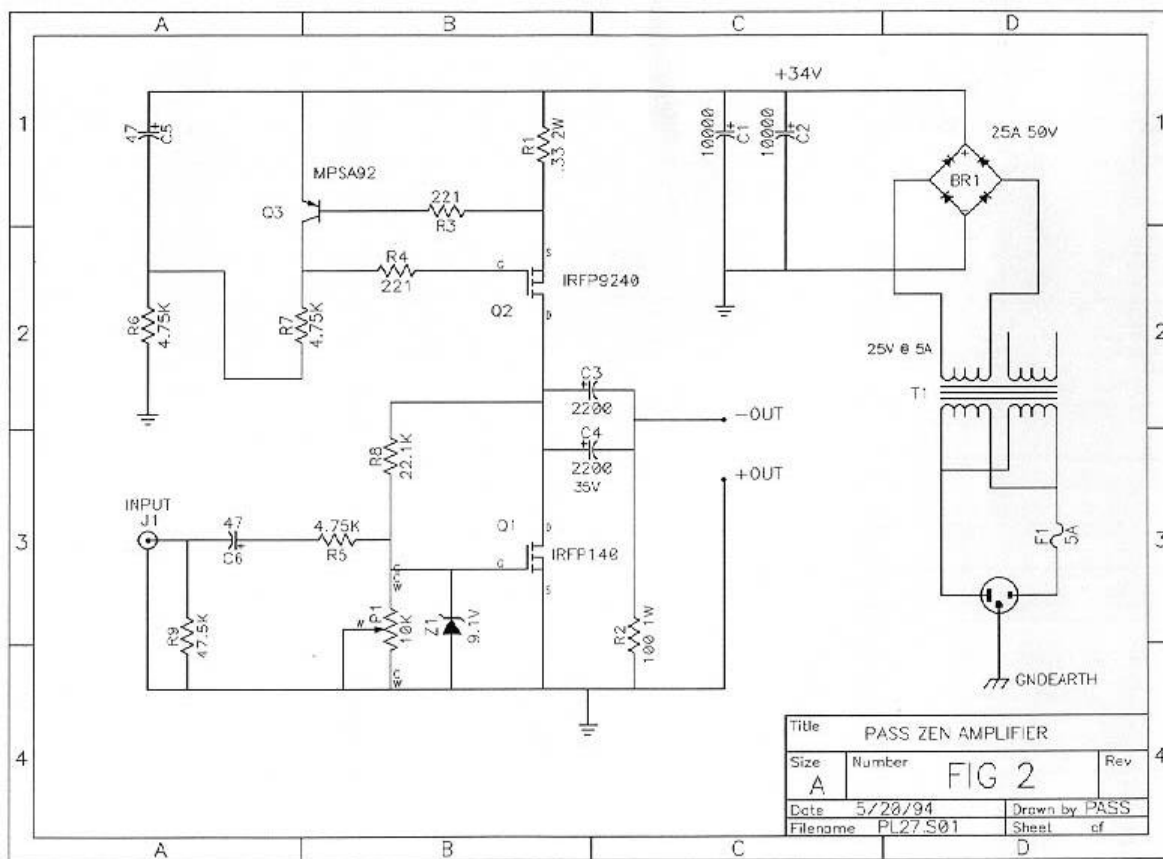 A B C D
+34V
1 1
47
C5
R1
.33 2W
10000
C1
10000
C2
25A 50V
MPSA92
BR1
+
−
Q3
221
R3
R4
221
G
S
IRFP9240
Q2
D
2 2
R6
4.75K
R7
4.75K
25V @ 5A
T1
C3
2200
−OUT
C4
2200
35V
+OUT
R8
22.1K
INPUT
J1
47
C6
4.75K
R5
Q1
D
IRFP140
G
S
3 3
F1
5A
CCW
P1
10K
W
CW
Z1
9.1V
R9
47.5K
R2
100 1W
GNDEARTH
4 4
Title PASS ZEN AMPLIFIER
Size A Number FIG 2 Rev
Date 5/20/94 Drawn by PASS
Filename PL27.S01 Sheet of
A B C D